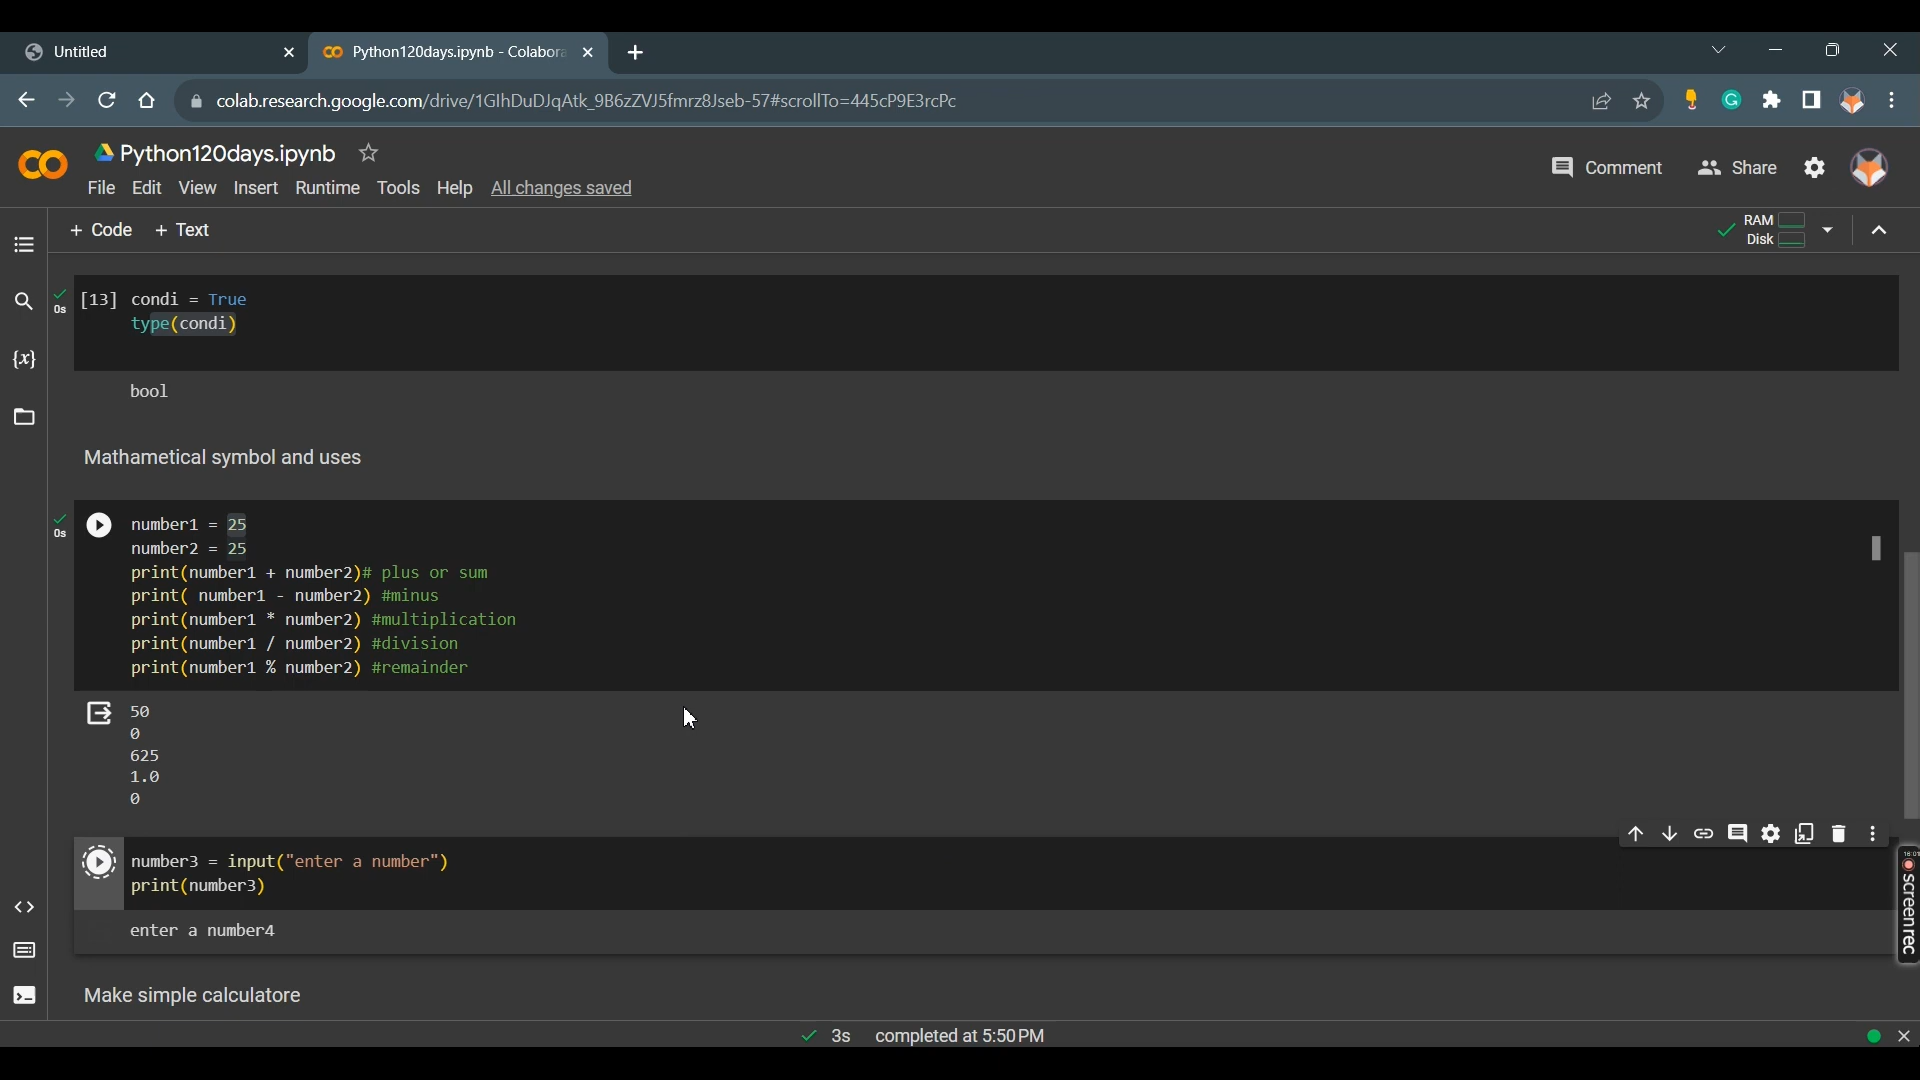 Untitled
Python120days.ipynb - Colabora
colab.research.google.com/drive/1GlhDuDJqAtk_9B6zZVJ5fmrz8Jseb-57#scrollTo=445cP9E3rcPc
Python120days.ipynb
File Edit View Insert Runtime Tools Help All changes saved
Comment Share
+ Code + Text
RAM
Disk
[13] condi = True
0s
type(condi)
{x}
bool
Mathametical symbol and uses
number1 = 25
0s
number2 = 25
print(number1 + number2)# plus or sum
print( number1 - number2) #minus
print(number1 * number2) #multiplication
print(number1 / number2) #division
print(number1 % number2) #remainder
50
0
625
1.0
0
number3 = input("enter a number")
print(number3)
enter a number4
screenrec
Make simple calculatore
3s completed at 5:50 PM